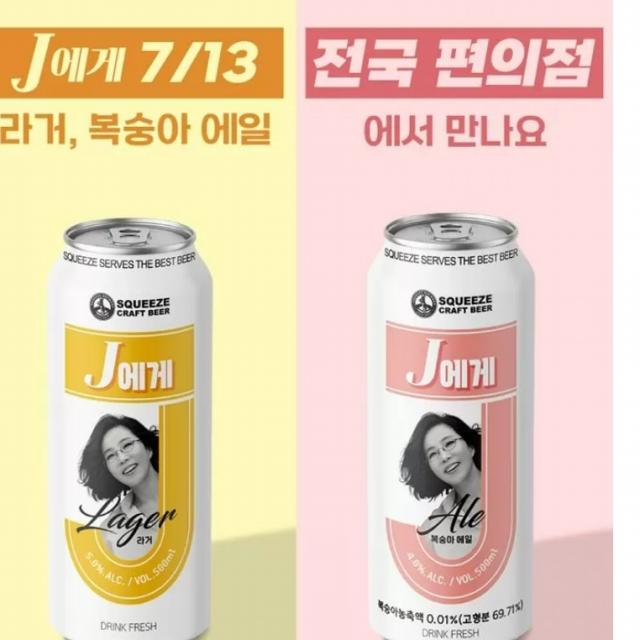 J에게 7/13
라거, 복숭아 에일
SQUEEZE SERVES THE BEST BEER
SQUEEZE
CRAFT BEER
J에게
Lager
라거
5.0% ALC. / VOL.500ml
DRINK FRESH
전국 편의점
에서 만나요
SQUEEZE SERVES THE BEST BEER
SQUEEZE
CRAFT BEER
J에게
Ale
복숭아 에일
4.0% ALC. / VOL.500ml
복숭아농축액 0.01%(고형분 69.71%)
DRINK FRESH